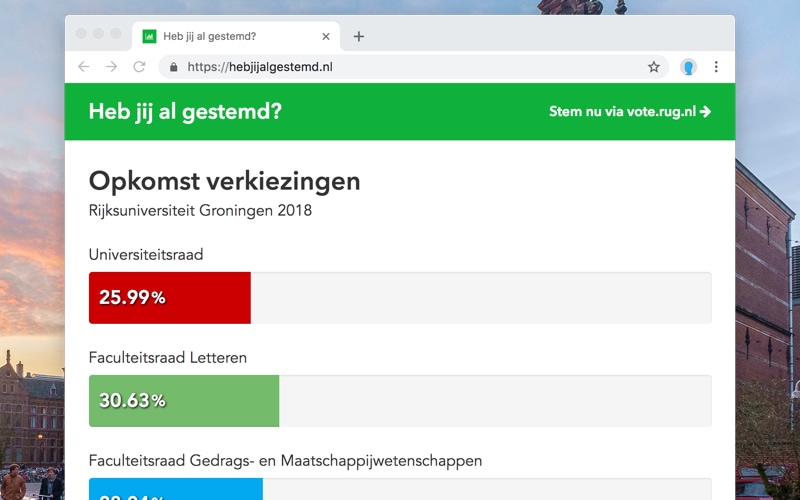 Heb jij al gestemd?
https://hebjijalgestemd.nl
Heb jij al gestemd?
Stem nu via vote.rug.nl →
Opkomst verkiezingen
Rijksuniversiteit Groningen 2018
Universiteitsraad
25.99%
Faculteitsraad Letteren
30.63%
Faculteitsraad Gedrags- en Maatschappijwetenschappen